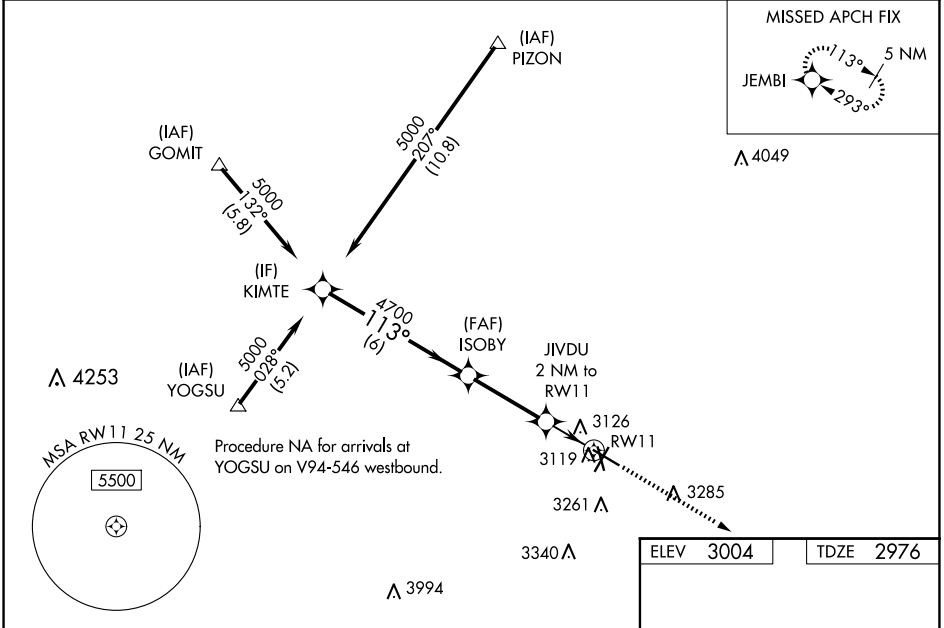 MISSED APCH FIX
113°
5 NM
JEMBI
293°
(IAF)
PIZON
5000
207°
(10.8)
4049
(IAF)
GOMIT
5000
132°
(5.8)
(IF)
KIMTE
4700
113°
(6)
(FAF)
ISOBY
JIVDU
2 NM to
RW11
4253
(IAF)
YOGSU
5000
028°
(5.2)
3126
RW11
3119
Procedure NA for arrivals at
YOGSU on V94-546 westbound.
MSA RW11 25 NM
5500
3261
3285
3340
3994
ELEV 3004
TDZE 2976